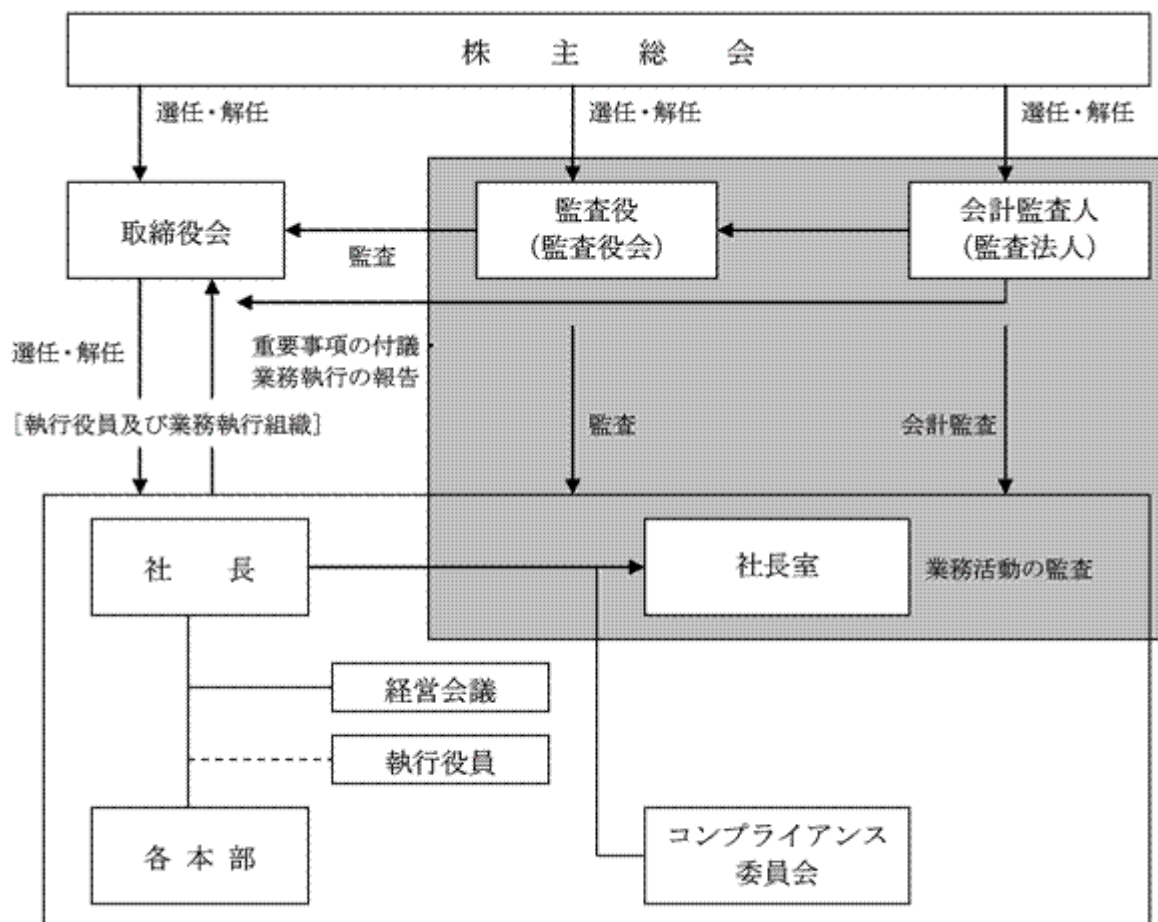 株主総会
選任・解任
選任・解任
選任・解任
取締役会
監査役
(監査役会)
会計監査人
(監査法人)
監査
選任・解任
重要事項の付議
業務執行の報告
[執行役員及び業務執行組織]
監査
会計監査
社長
社長室
業務活動の監査
経営会議
執行役員
各本部
コンプライアンス
委員会